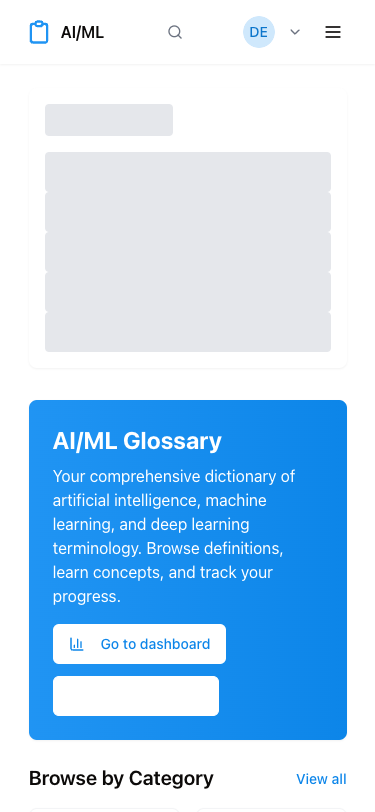 AI/ML
DE
AI/ML Glossary
Your comprehensive dictionary of
artificial intelligence, machine
learning, and deep learning
terminology. Browse definitions,
learn concepts, and track your
progress.
Go to dashboard
Browse by Category
View all